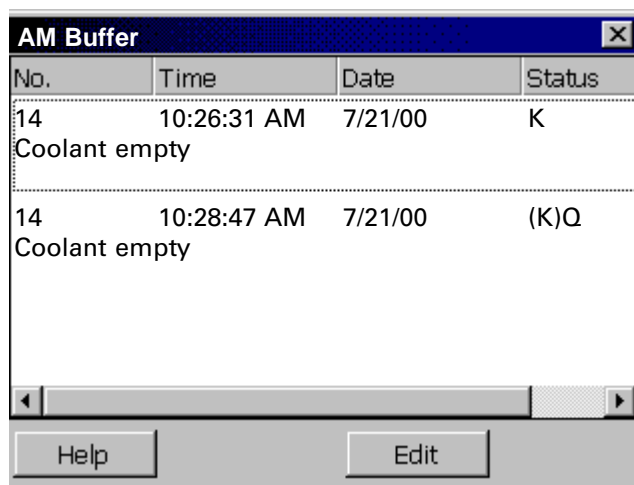 AM Buffer
No. Time Date Status
14 10:26:31 AM 7/21/00 K
Coolant empty
14 10:28:47 AM 7/21/00 (K)Q
Coolant empty
Help Edit